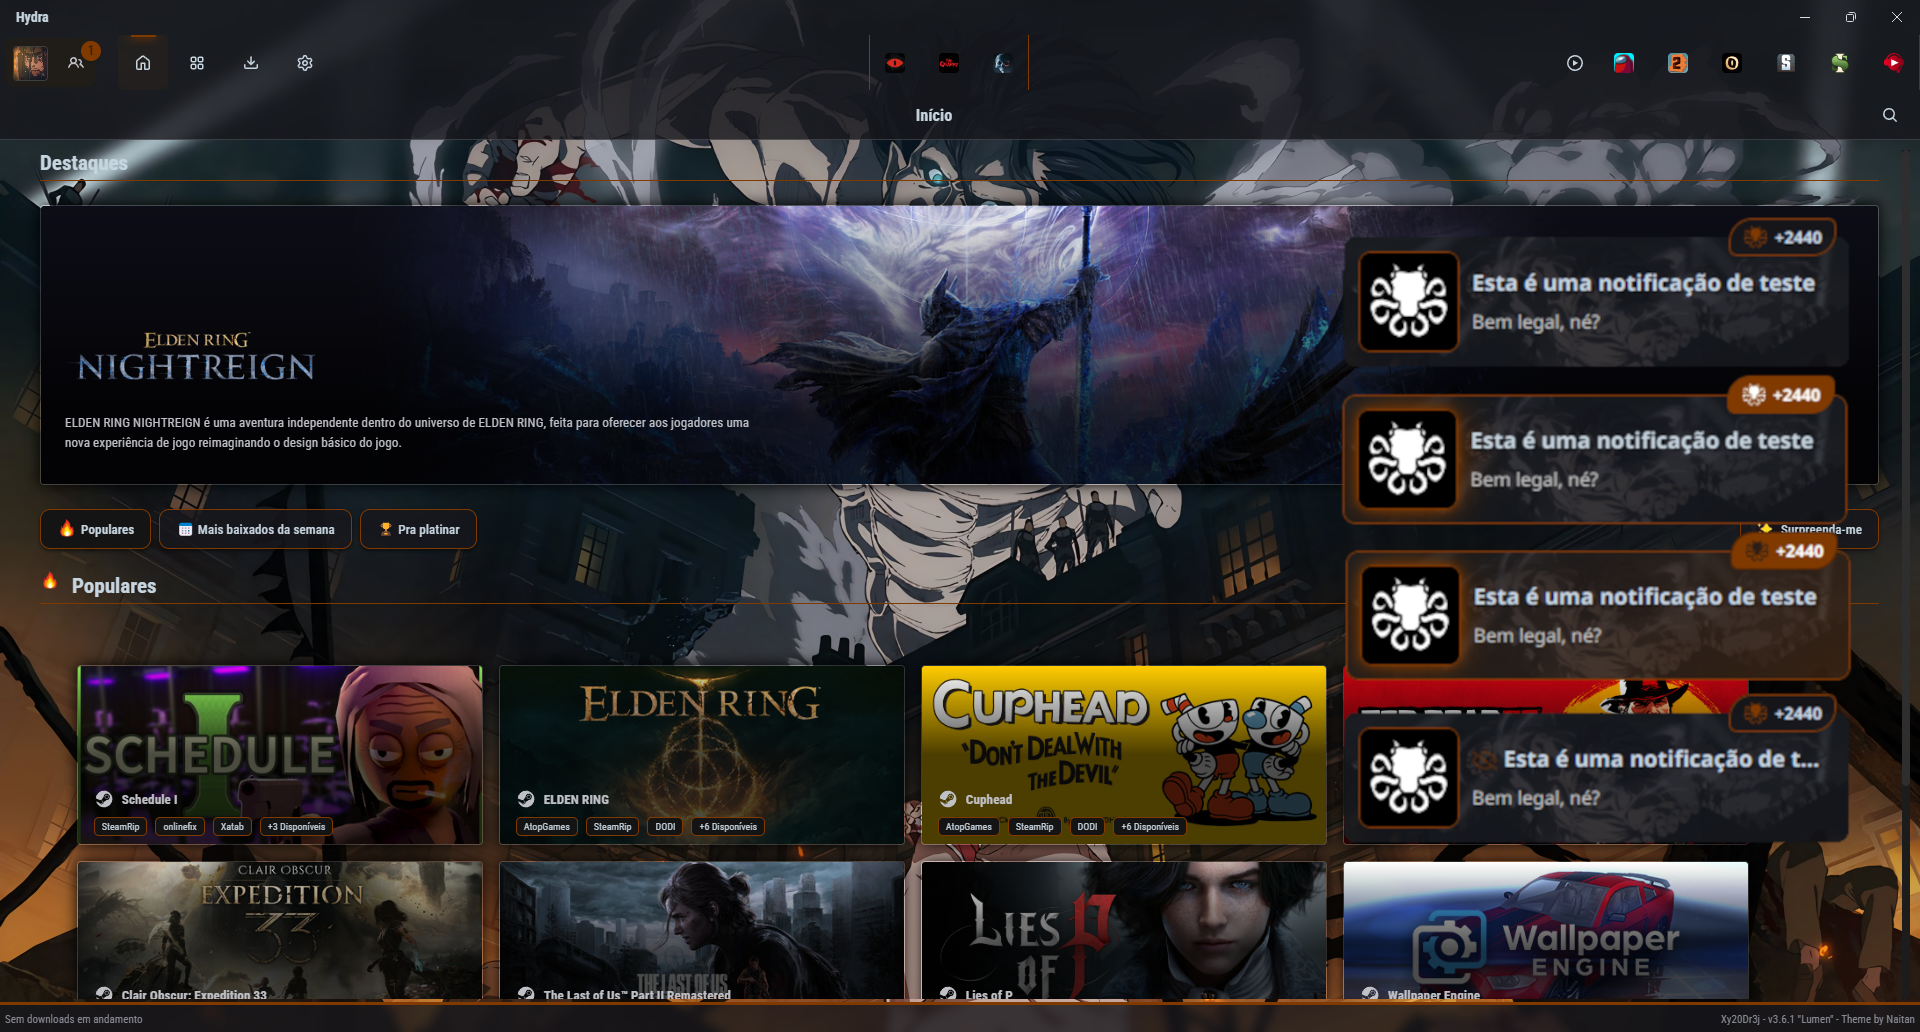 Hydra
1
Início
Destaques
ELDEN RING
NIGHTREIGN
ELDEN RING NIGHTREIGN é uma aventura independente dentro do universo de ELDEN RING, feita para oferecer aos jogadores uma
nova experiência de jogo reimaginando o design básico do jogo.
+2440
Esta é uma notificação de teste
Bem legal, né?
+2440
Esta é uma notificação de teste
Bem legal, né?
Populares
Mais baixados da semana
Pra platinar
Surpreenda-me
+2440
Esta é uma notificação de teste
Bem legal, né?
Populares
+2440
Esta é uma notificação de t...
Bem legal, né?
SCHEDULE I
Schedule I
SteamRip
onlinefix
Xatab
+3 Disponíveis
ELDEN RING
ELDEN RING
AtopGames
SteamRip
DODI
+6 Disponíveis
CUPHEAD
"DON'T DEAL WITH
THE DEVIL"
Cuphead
AtopGames
SteamRip
DODI
+6 Disponíveis
CLAIR OBSCUR
EXPEDITION
33
Clair Obscur: Expedition 33
THE LAST OF US
The Last of Us™ Part II Remastered
LIES
OF P
Lies of P
Wallpaper
ENGINE
Wallpaper Engine
Sem downloads em andamento
Xy20Dr3j - v3.6.1 "Lumen" - Theme by Naitan